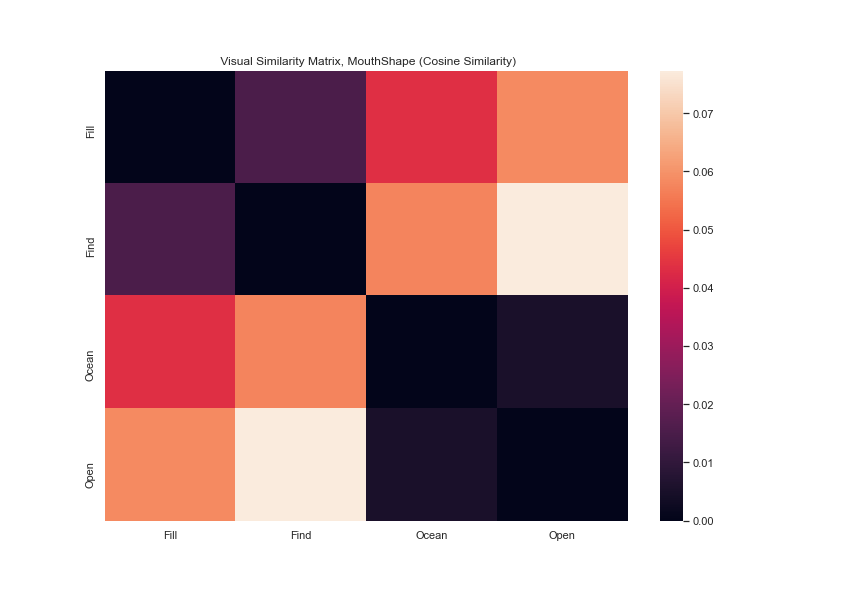 Visual Similarity Matrix, MouthShape (Cosine Similarity)
Fill
Find
Ocean
Open
Fill Find Ocean Open
0.07
0.06
0.05
0.04
0.03
0.02
0.01
0.00